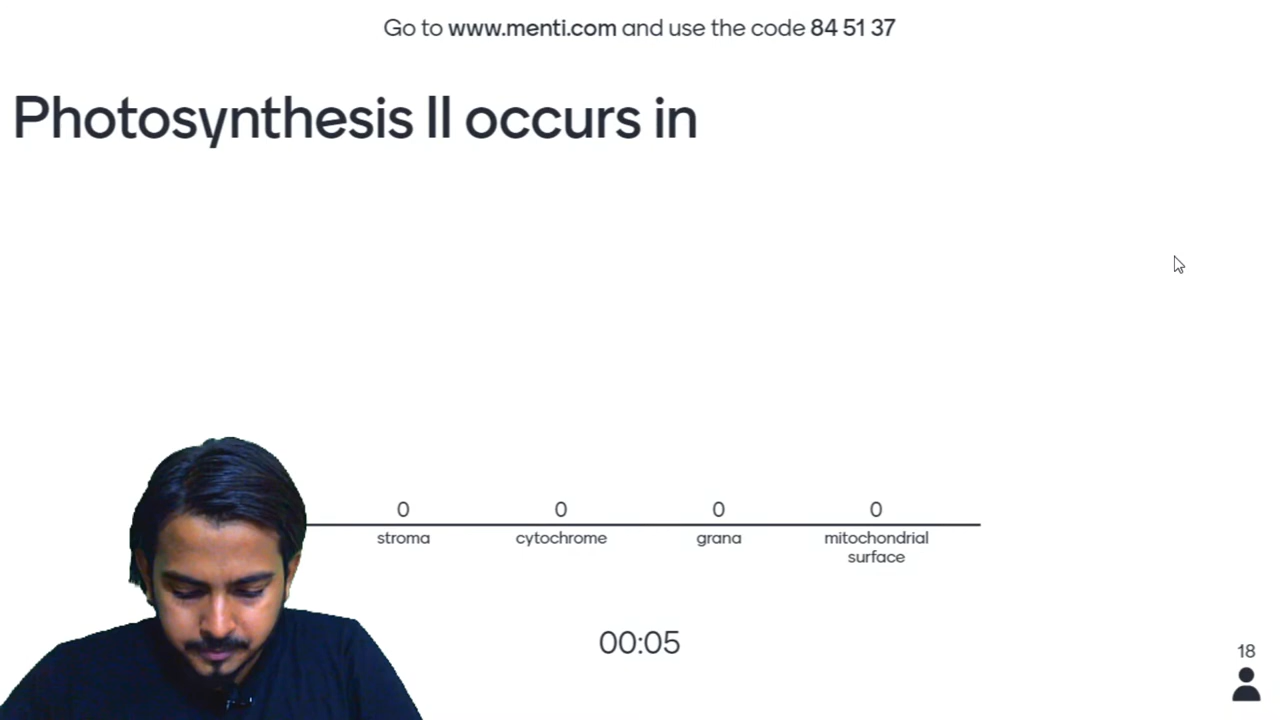 Go to www.menti.com and use the code 84 51 37
Photosynthesis II occurs in
0 0 0 0
stroma cytochrome grana mitochondrial
surface
00:05
18